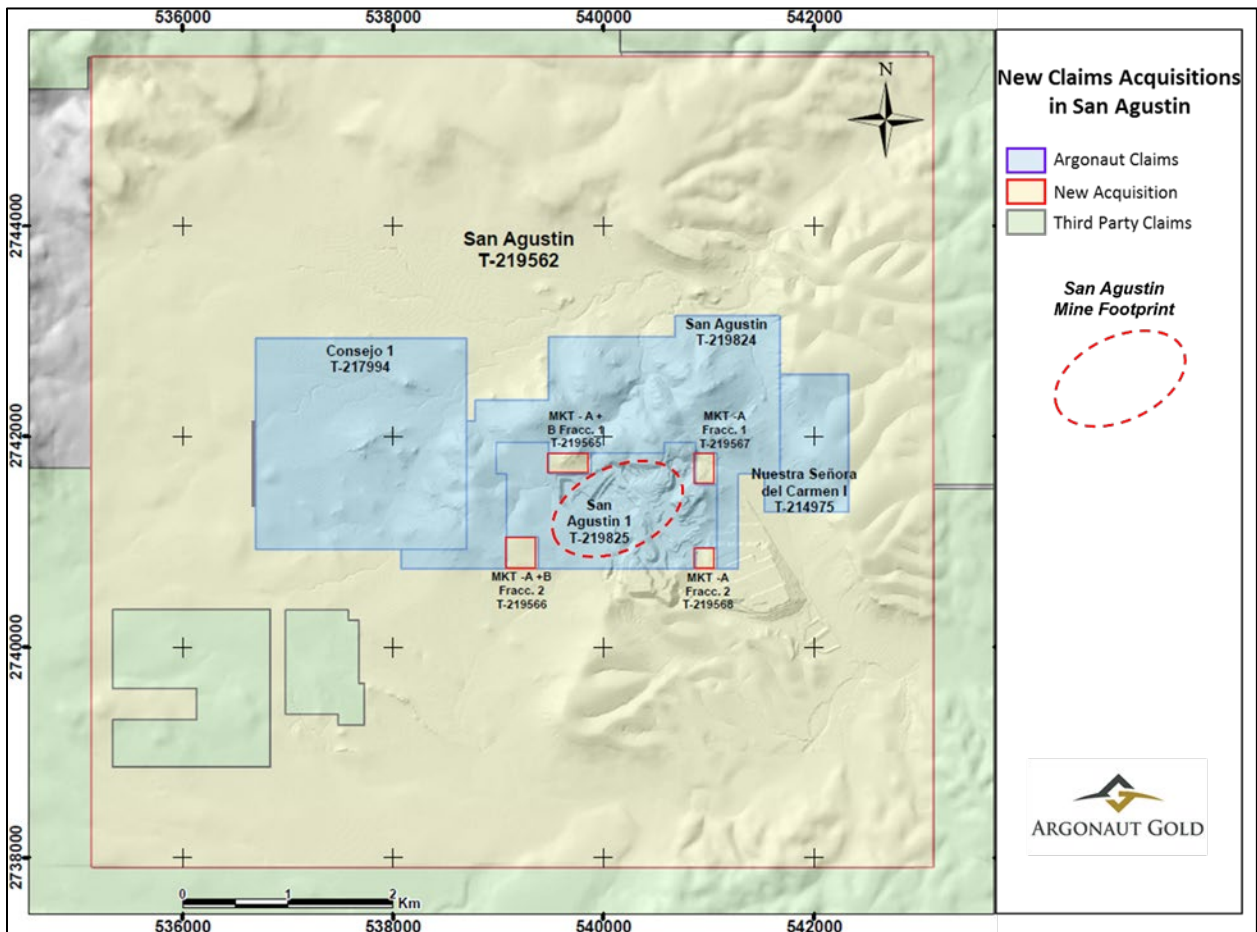 536000
538000
540000
542000
N
New Claims Acquisitions
in San Agustin
Argonaut Claims
New Acquisition
Third Party Claims
San Agustin
Mine Footprint
2744000
2742000
2740000
2738000
San Agustin
T-219562
San Agustin
T-219824
Consejo 1
T-217994
MKT - A +
B Fracc. 1
T-219565
MKT -A
Fracc. 1
T-219567
Nuestra Señora
del Carmen I
T-214975
San
Agustin 1
T-219825
MKT -A +B
Fracc. 2
T-219566
MKT -A
Fracc. 2
T-219568
0 1 2
Km
ARGONAUT GOLD
536000
538000
540000
542000